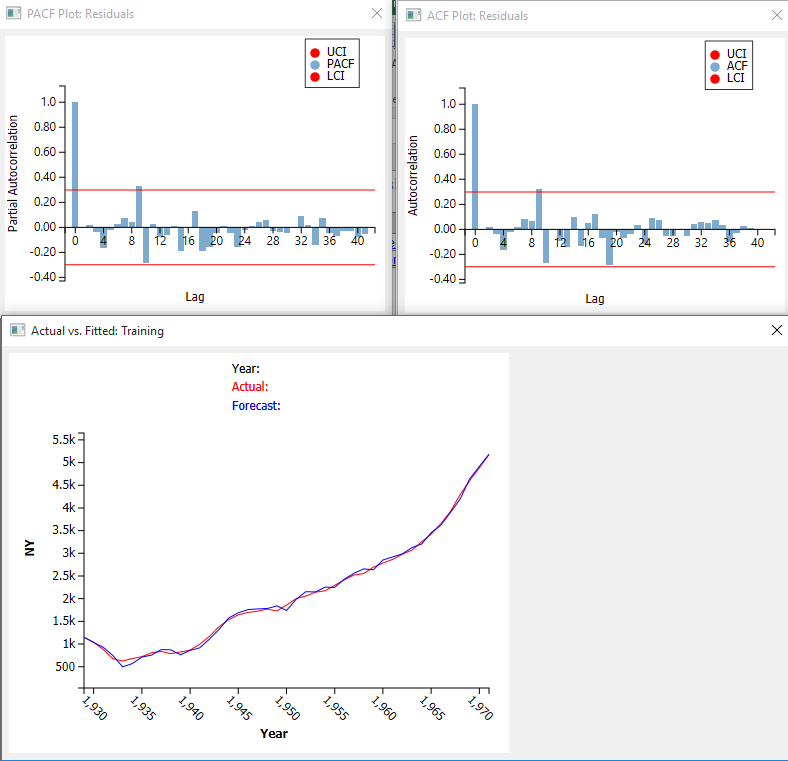 PACF Plot: Residuals
UCI
PACF
LCI
Partial Autocorrelation
1.0
0.80
0.60
0.40
0.20
0.00
-0.20
-0.40
0 4 8 12 16 20 24 28 32 36 40
Lag
ACF Plot: Residuals
UCI
ACF
LCI
Autocorrelation
1.0
0.80
0.60
0.40
0.20
0.00
-0.20
-0.40
0 4 8 12 16 20 24 28 32 36 40
Lag
Actual vs. Fitted: Training
Year:
Actual:
Forecast:
NY
5.5k
5k
4.5k
4k
3.5k
3k
2.5k
2k
1.5k
1k
500
1,930 1,935 1,940 1,945 1,950 1,955 1,960 1,965 1,970
Year